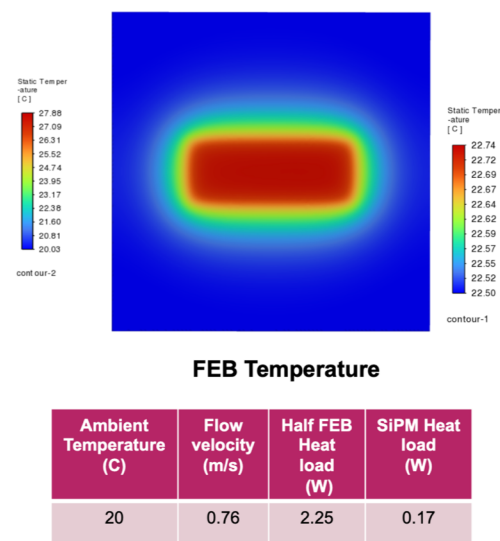 Static Temper
-ature
[ C ]
27.88
27.09
26.31
25.52
24.74
23.95
23.17
22.38
21.60
20.81
20.03
cont our-2
Static Temper
-ature
[ C ]
22.74
22.72
22.69
22.67
22.64
22.62
22.59
22.57
22.55
22.52
22.50
contour-1
FEB Temperature
Ambient
Temperature
(C)
Flow
velocity
(m/s)
Half FEB
Heat
load
(W)
SiPM Heat
load
(W)
20
0.76
2.25
0.17